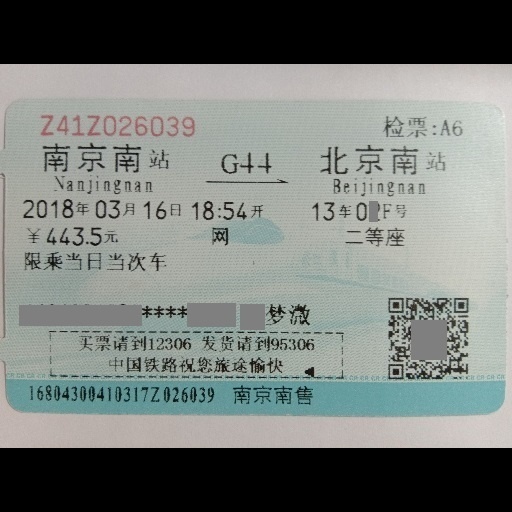 Z41Z026039 检票:A6
南京南站 G44 北京南站
Nanjingnan Beijingnan
2018年03月16日18:54开 13车0 F号
￥443.5元 网 二等座
限乘当日当次车
**** 梦溦
买票请到12306 发货请到95306
中国铁路祝您旅途愉快
16804300410317Z026039 南京南售